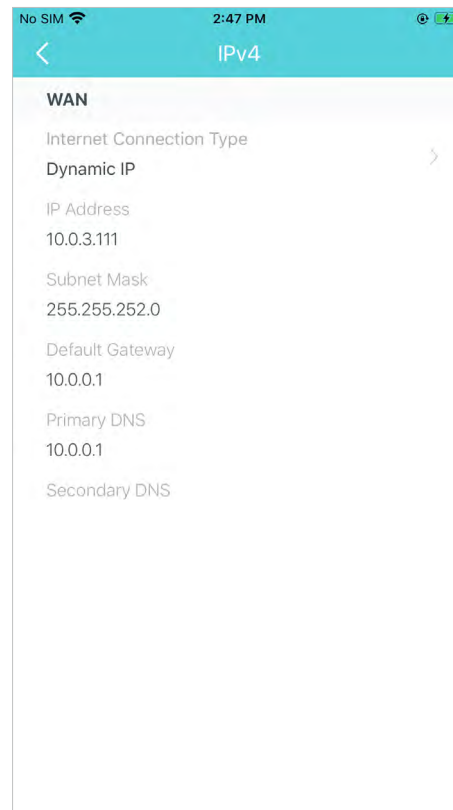 No SIM 2:47 PM
IPv4
WAN
Internet Connection Type
Dynamic IP
IP Address
10.0.3.111
Subnet Mask
255.255.252.0
Default Gateway
10.0.0.1
Primary DNS
10.0.0.1
Secondary DNS